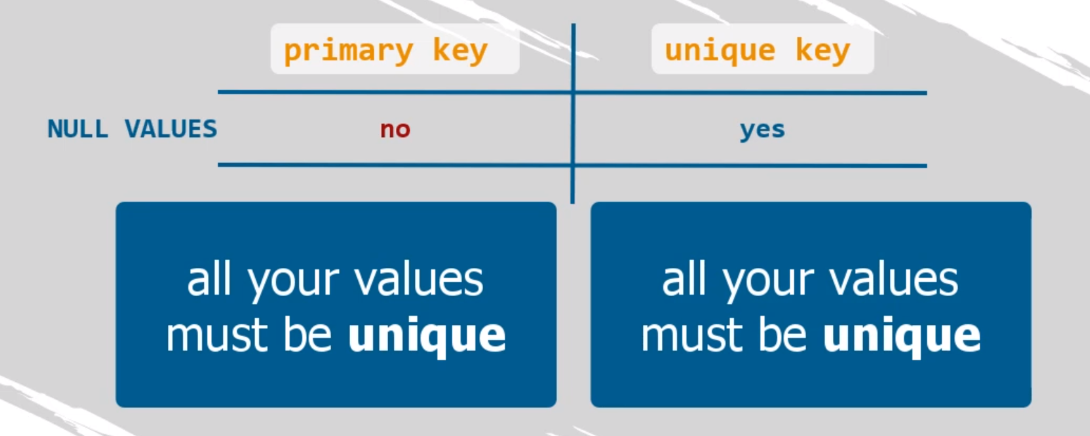 primary key unique key
NULL VALUES no yes
all your values
must be unique
all your values
must be unique